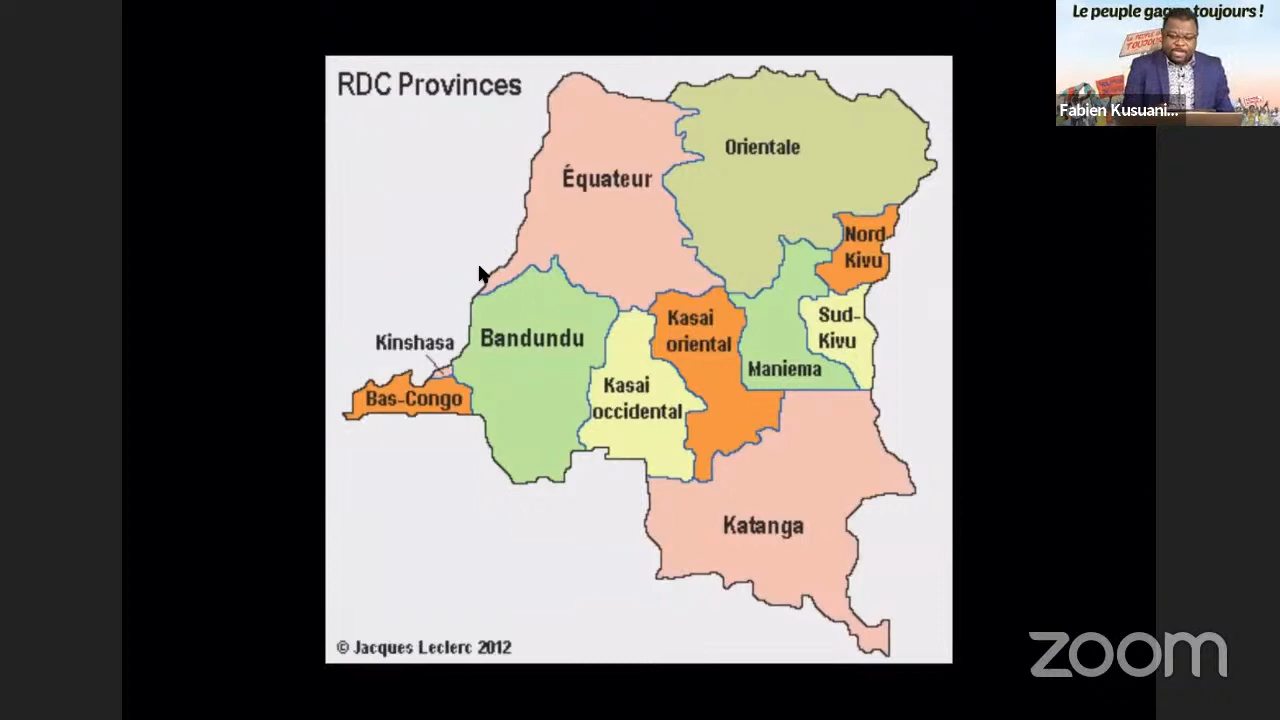 Le peuple gagne toujours !
Fabien Kusuani...
RDC Provinces
Orientale
Équateur
Nord
Kivu
Kasai
oriental
Sud-
Kivu
Bandundu
Kinshasa
Maniema
Kasai
occidental
Bas-Congo
Katanga
© Jacques Leclerc 2012
zoom